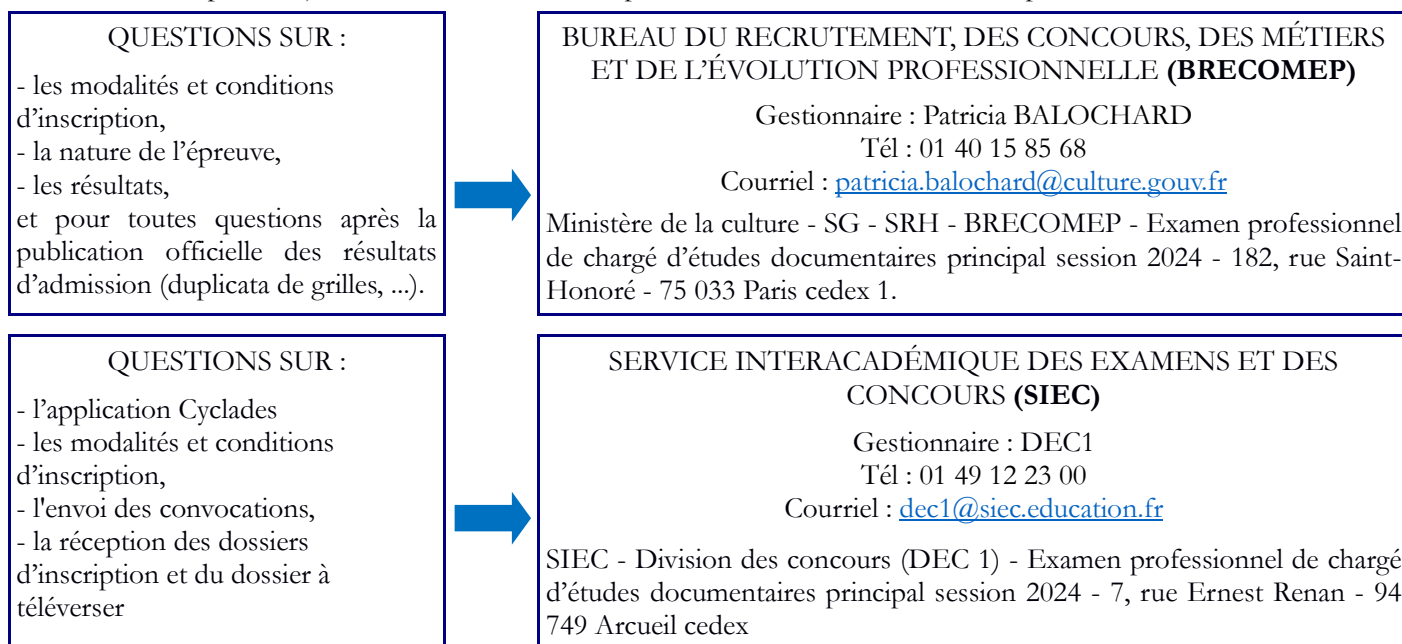 QUESTIONS SUR :
- les modalités et conditions
d’inscription,
- la nature de l’épreuve,
- les résultats,
et pour toutes questions après la
publication officielle des résultats
d’admission (duplicata de grilles, ...).
BUREAU DU RECRUTEMENT, DES CONCOURS, DES MÉTIERS
ET DE L’ÉVOLUTION PROFESSIONNELLE (BRECOMEP)
Gestionnaire : Patricia BALOCHARD
Tél : 01 40 15 85 68
Courriel : patricia.balochard@culture.gouv.fr
Ministère de la culture - SG - SRH - BRECOMEP - Examen professionnel
de chargé d’études documentaires principal session 2024 - 182, rue Saint-
Honoré - 75 033 Paris cedex 1.
QUESTIONS SUR :
- l’application Cyclades
- les modalités et conditions
d’inscription,
- l'envoi des convocations,
- la réception des dossiers
d’inscription et du dossier à
téléverser
SERVICE INTERACADÉMIQUE DES EXAMENS ET DES
CONCOURS (SIEC)
Gestionnaire : DEC1
Tél : 01 49 12 23 00
Courriel : dec1@siec.education.fr
SIEC - Division des concours (DEC 1) - Examen professionnel de chargé
d’études documentaires principal session 2024 - 7, rue Ernest Renan - 94
749 Arcueil cedex